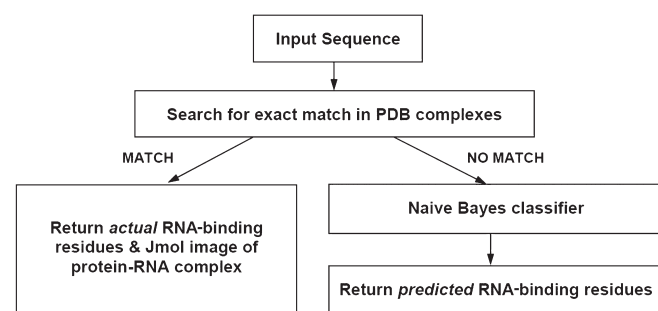 Input Sequence
Search for exact match in PDB complexes
MATCH
NO MATCH
Return actual RNA-binding
residues & Jmol image of
protein-RNA complex
Naive Bayes classifier
Return predicted RNA-binding residues